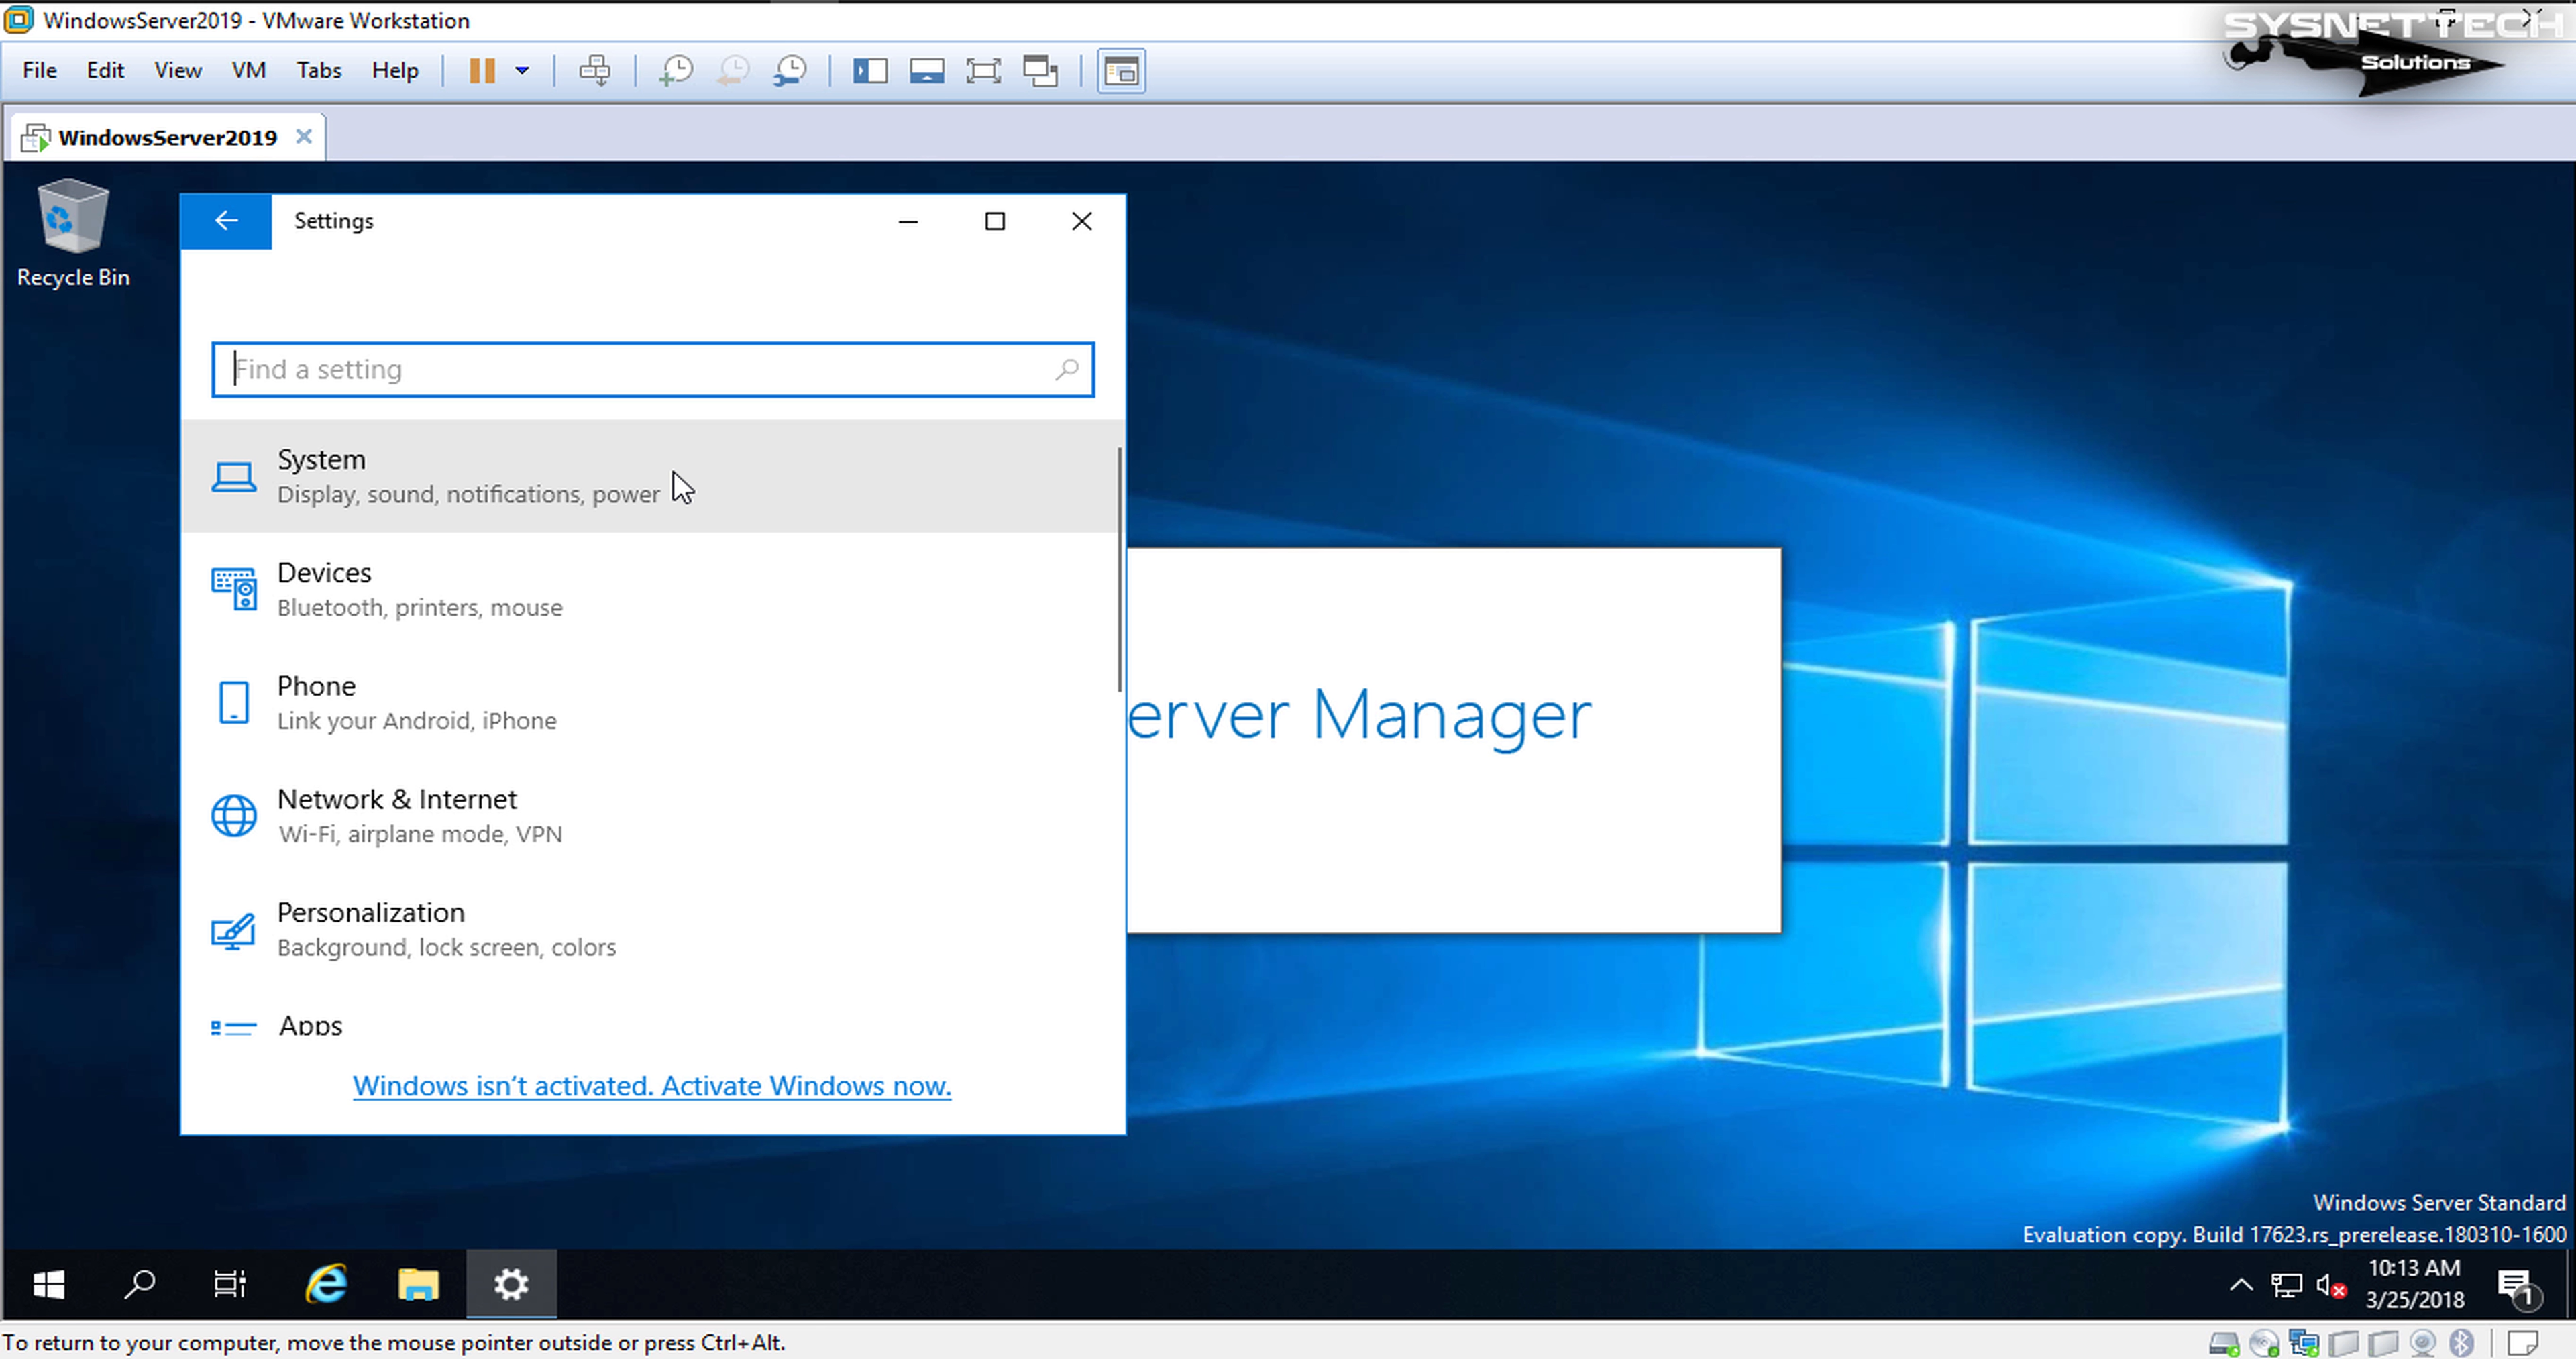 WindowsServer2019 - VMware Workstation
SYSNETTECH
Solutions
File Edit View VM Tabs Help
WindowsServer2019
Recycle Bin
Settings
Find a setting
System
Display, sound, notifications, power
Devices
Bluetooth, printers, mouse
Phone
Link your Android, iPhone
Network & Internet
Wi-Fi, airplane mode, VPN
Personalization
Background, lock screen, colors
Apps
Windows isn't activated. Activate Windows now.
erver Manager
Windows Server Standard
Evaluation copy. Build 17623.rs_prerelease.180310-1600
10:13 AM
3/25/2018
1
To return to your computer, move the mouse pointer outside or press Ctrl+Alt.